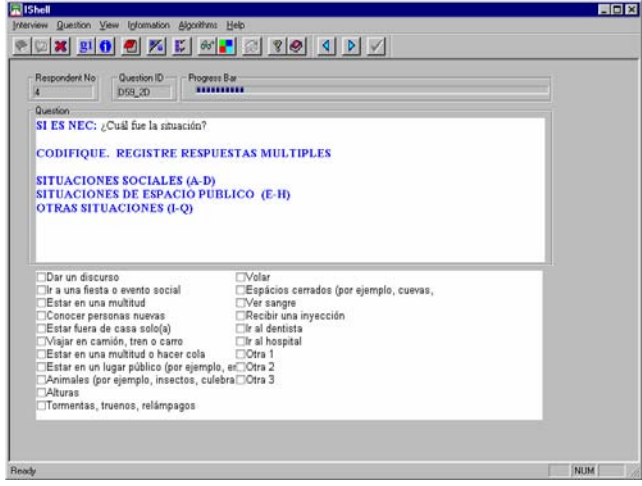 IShell
Interview Question View Information Algorithms Help
Respondent No
Question ID
Progress Bar
4
D59_2D
Question
SI ES NEC: ¿Cuál fue la situación?
CODIFIQUE. REGISTRE RESPUESTAS MULTIPLES
SITUACIONES SOCIALES (A-D)
SITUACIONES DE ESPACIO PUBLICO (E-H)
OTRAS SITUACIONES (I-Q)
Dar un discurso
Ir a una fiesta o evento social
Estar en una multitud
Conocer personas nuevas
Estar fuera de casa solo(a)
Viajar en camión, tren o carro
Estar en una multitud o hacer cola
Estar en un lugar público (por ejemplo, en
Animales (por ejemplo, insectos, culebra
Alturas
Tormentas, truenos, relámpagos
Volar
Espácios cerrados (por ejemplo, cuevas,
Ver sangre
Recibir una inyección
Ir al dentista
Ir al hospital
Otra 1
Otra 2
Otra 3
Ready
NUM